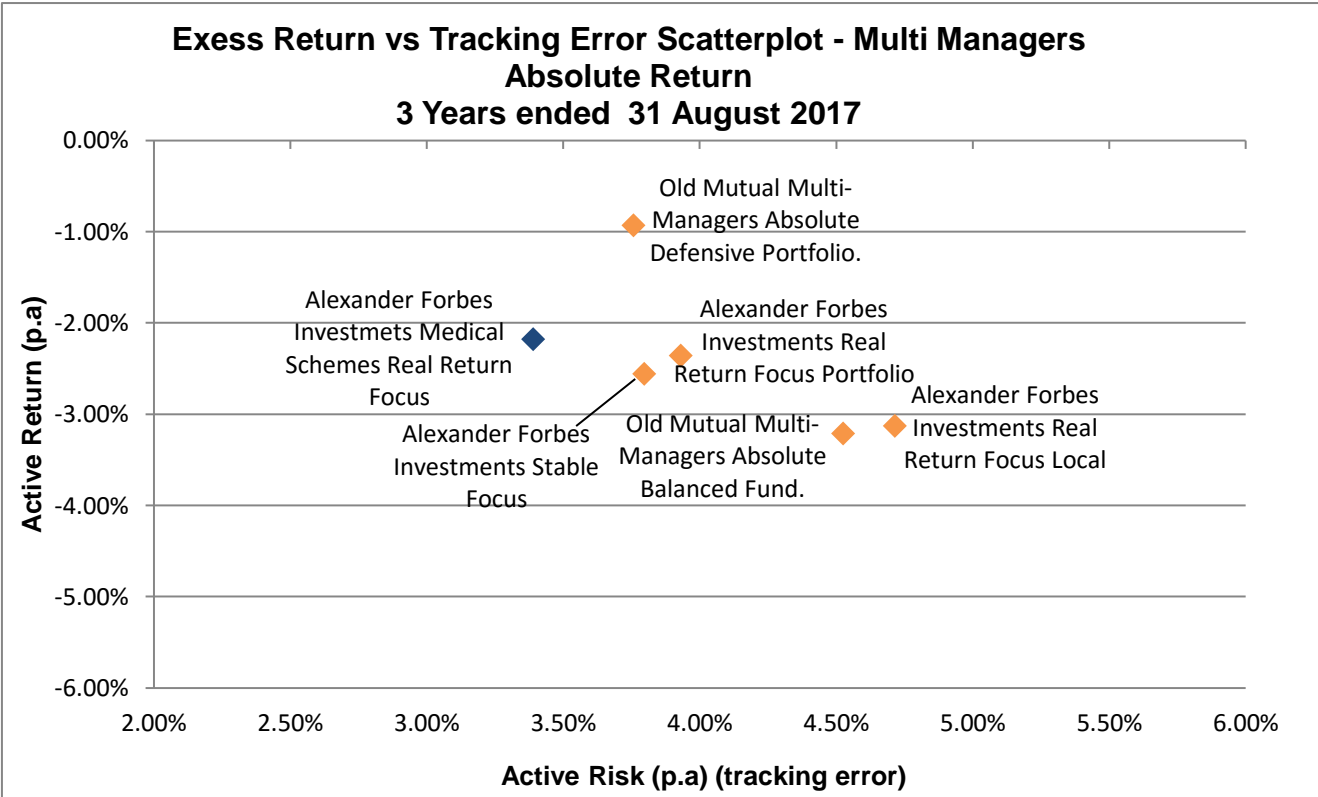 Exess Return vs Tracking Error Scatterplot - Multi Managers
Absolute Return
3 Years ended  31 August 2017
0.00%
-1.00%
-2.00%
-3.00%
-4.00%
-5.00%
-6.00%
Active Return (p.a)
Old Mutual Multi-
Managers Absolute
Defensive Portfolio.
Alexander Forbes
Investmets Medical
Schemes Real Return
Focus
Alexander Forbes
Investments Real
Return Focus Portfolio
Alexander Forbes
Investments Stable
Focus
Old Mutual Multi-
Managers Absolute
Balanced Fund.
Alexander Forbes
Investments Real
Return Focus Local
2.00%
2.50%
3.00%
3.50%
4.00%
4.50%
5.00%
5.50%
6.00%
Active Risk (p.a) (tracking error)